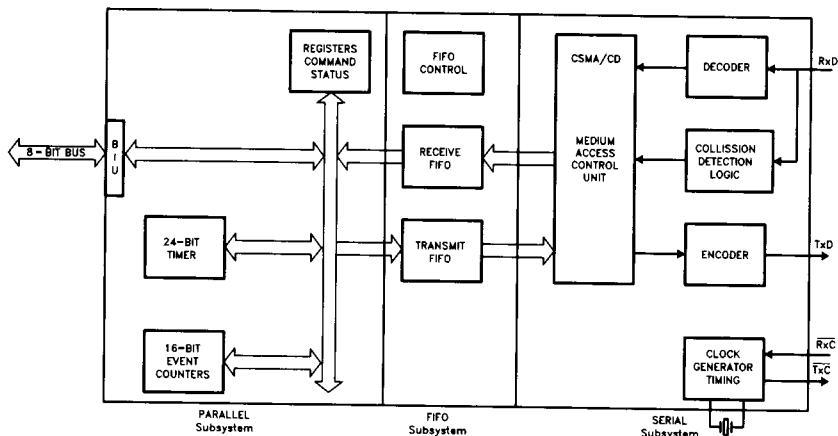 REGISTERS
COMMAND
STATUS
FIFO
CONTROL
CSMA/CD
DECODER
RxD
8-BIT BUS
B
I
U
RECEIVE
FIFO
MEDIUM
ACCESS
CONTROL
UNIT
COLLISSION
DETECTION
LOGIC
24-BIT
TIMER
TRANSMIT
FIFO
ENCODER
TxD
16-BIT
EVENT
COUNTERS
CLOCK
GENERATOR
TIMING
RxC
TxC
PARALLEL
Subsystem
FIFO
Subsystem
SERIAL
Subsystem